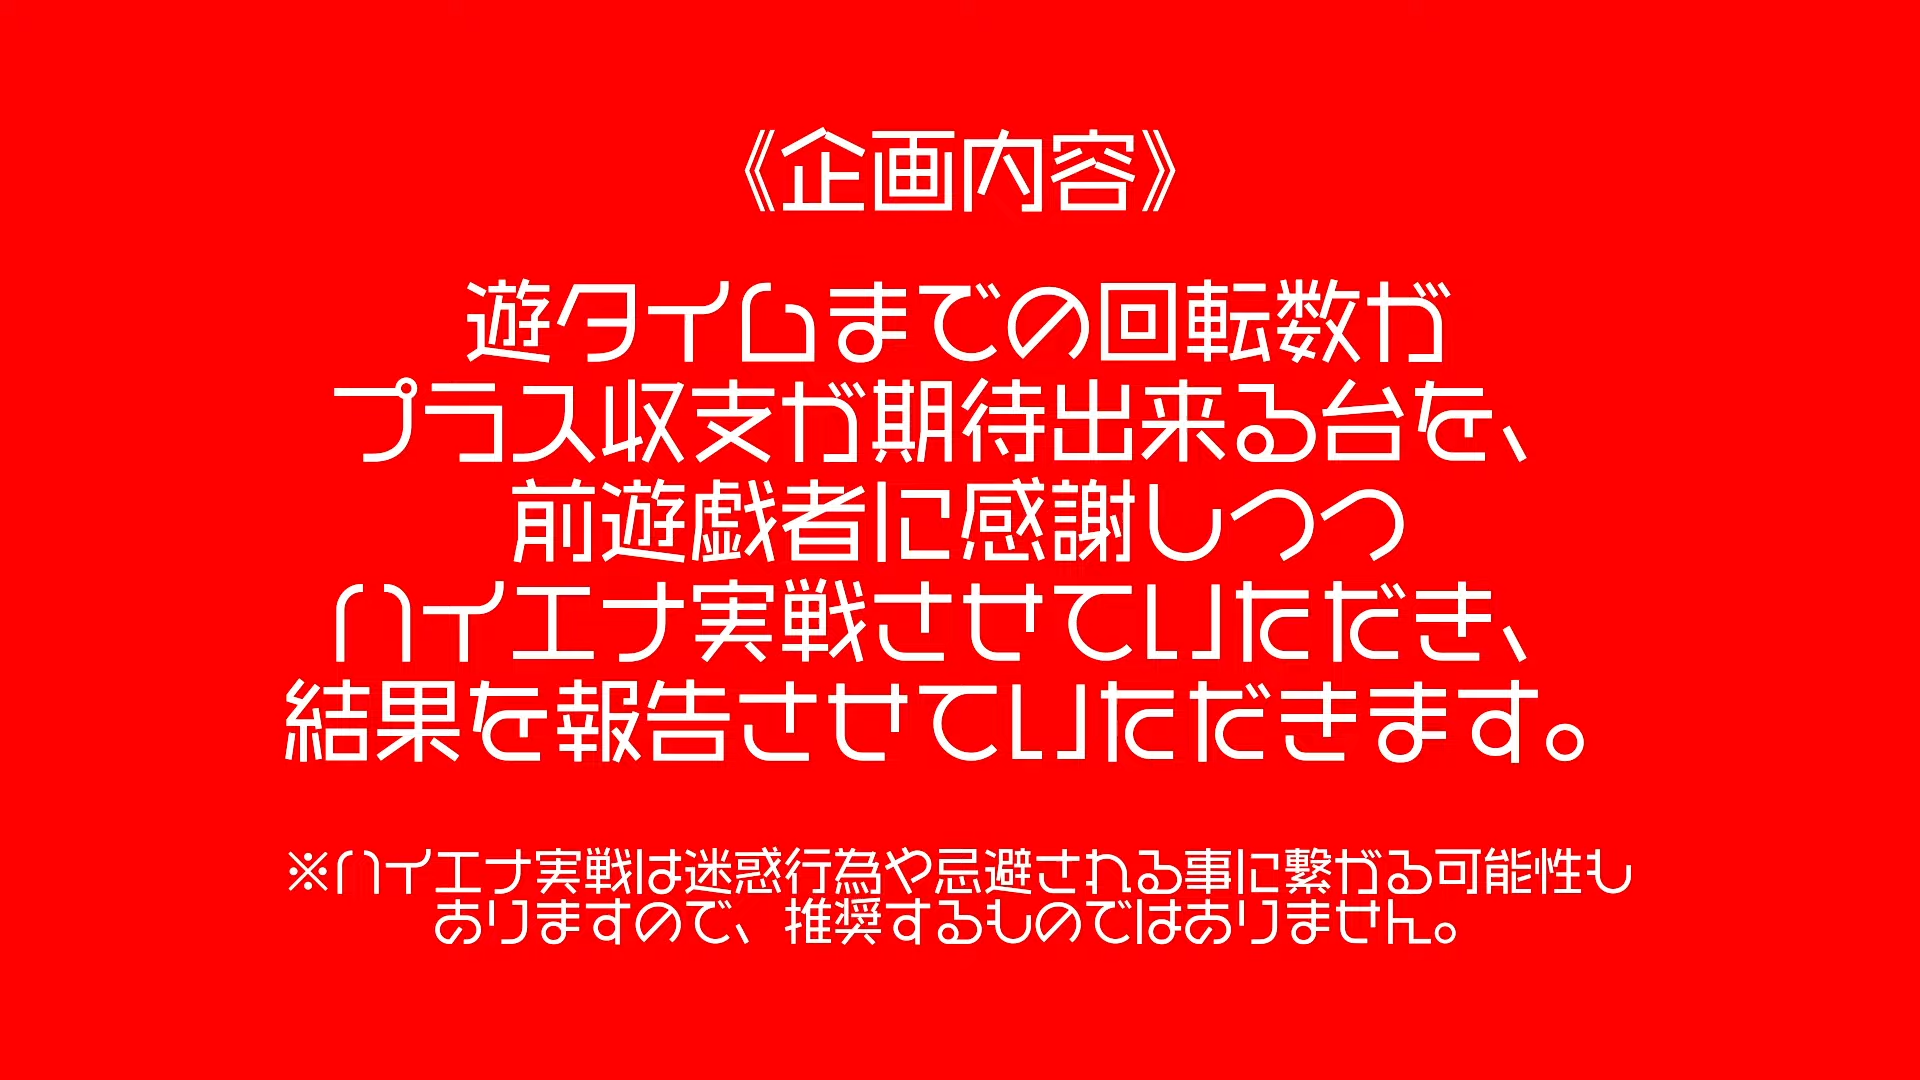 《企画内容》
遊タイムまでの回転数が
プラス収支が期待出来る台を、
前遊戯者に感謝しつつ
ハイエナ実戦させていただき、
結果を報告させていただきます。
※ハイエナ実戦は迷惑行為や忌避される事に繋がる可能性も
ありますので、推奨するものではありません。